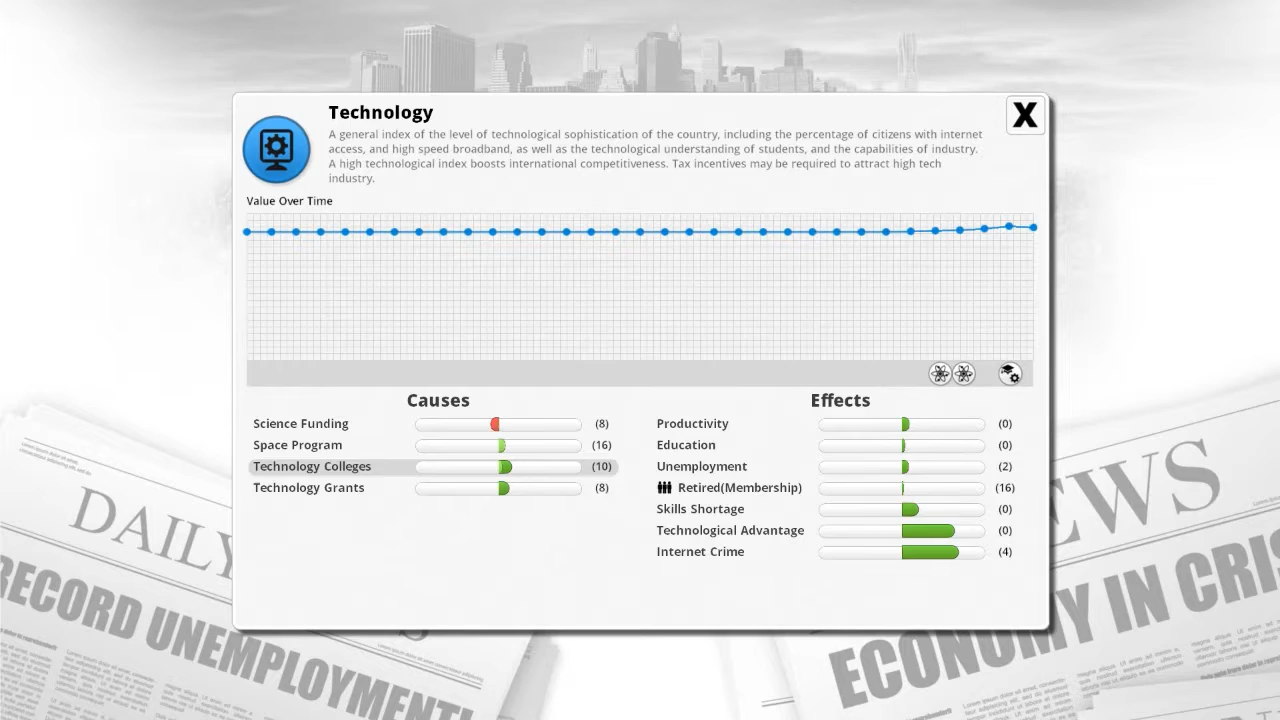 Technology
X
A general index of the level of technological sophistication of the country, including the percentage of citizens with internet
access, and high speed broadband, as well as the technological understanding of students, and the capabilities of industry.
A high technological index boosts international competitiveness. Tax incentives may be required to attract high tech
industry.
Value Over Time
Causes
Science Funding (8)
Space Program (16)
Technology Colleges (10)
Technology Grants (8)
Effects
Productivity (0)
Education (0)
Unemployment (2)
Retired(Membership) (16)
Skills Shortage (0)
Technological Advantage (0)
Internet Crime (4)
DAILY
RECORD UNEMPLOYMENT!
EWS
ECONOMY IN CRIS